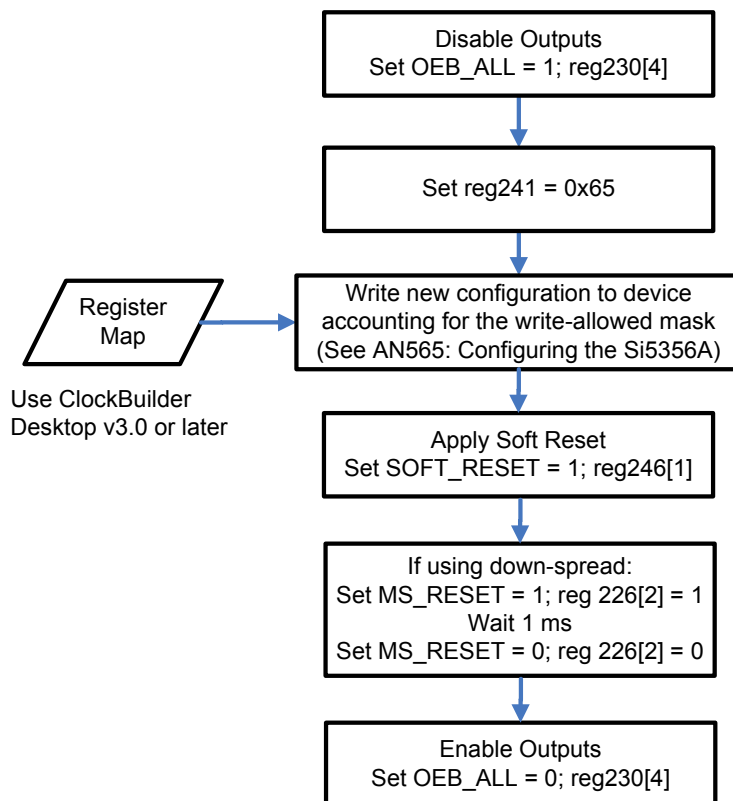 Disable Outputs
Set OEB_ALL = 1; reg230[4]
Set reg241 = 0x65
Register
Map
Write new configuration to device
accounting for the write-allowed mask
(See AN565: Configuring the Si5356A)
Use ClockBuilder
Desktop v3.0 or later
Apply Soft Reset
Set SOFT_RESET = 1; reg246[1]
If using down-spread:
Set MS_RESET = 1; reg 226[2] = 1
Wait 1 ms
Set MS_RESET = 0; reg 226[2] = 0
Enable Outputs
Set OEB_ALL = 0; reg230[4]